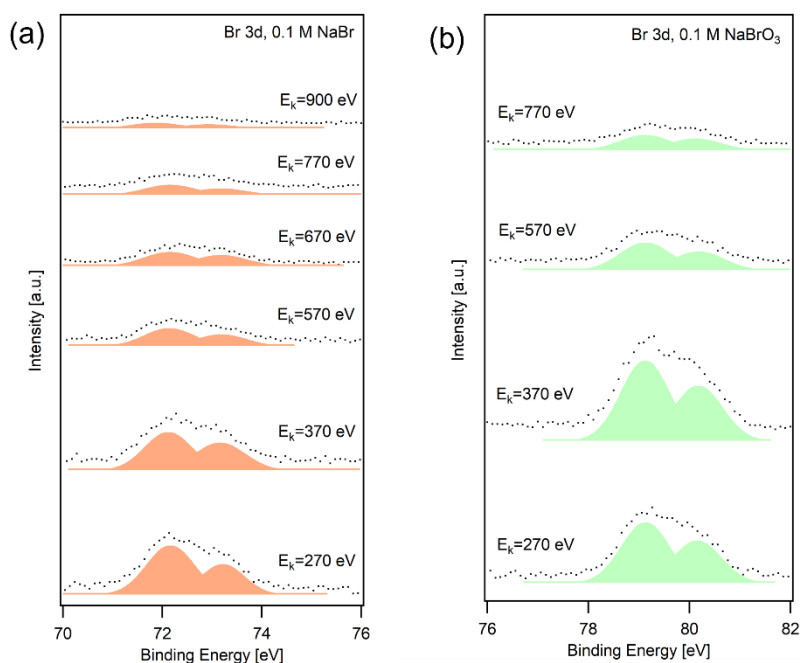 (a)
Br 3d, 0.1 M NaBr
Eₖ=900 eV
Eₖ=770 eV
Eₖ=670 eV
Eₖ=570 eV
Eₖ=370 eV
Eₖ=270 eV
Intensity [a.u.]
70 72 74 76
Binding Energy [eV]
(b)
Br 3d, 0.1 M NaBrO₃
Eₖ=770 eV
Eₖ=570 eV
Eₖ=370 eV
Eₖ=270 eV
Intensity [a.u.]
76 78 80 82
Binding Energy [eV]